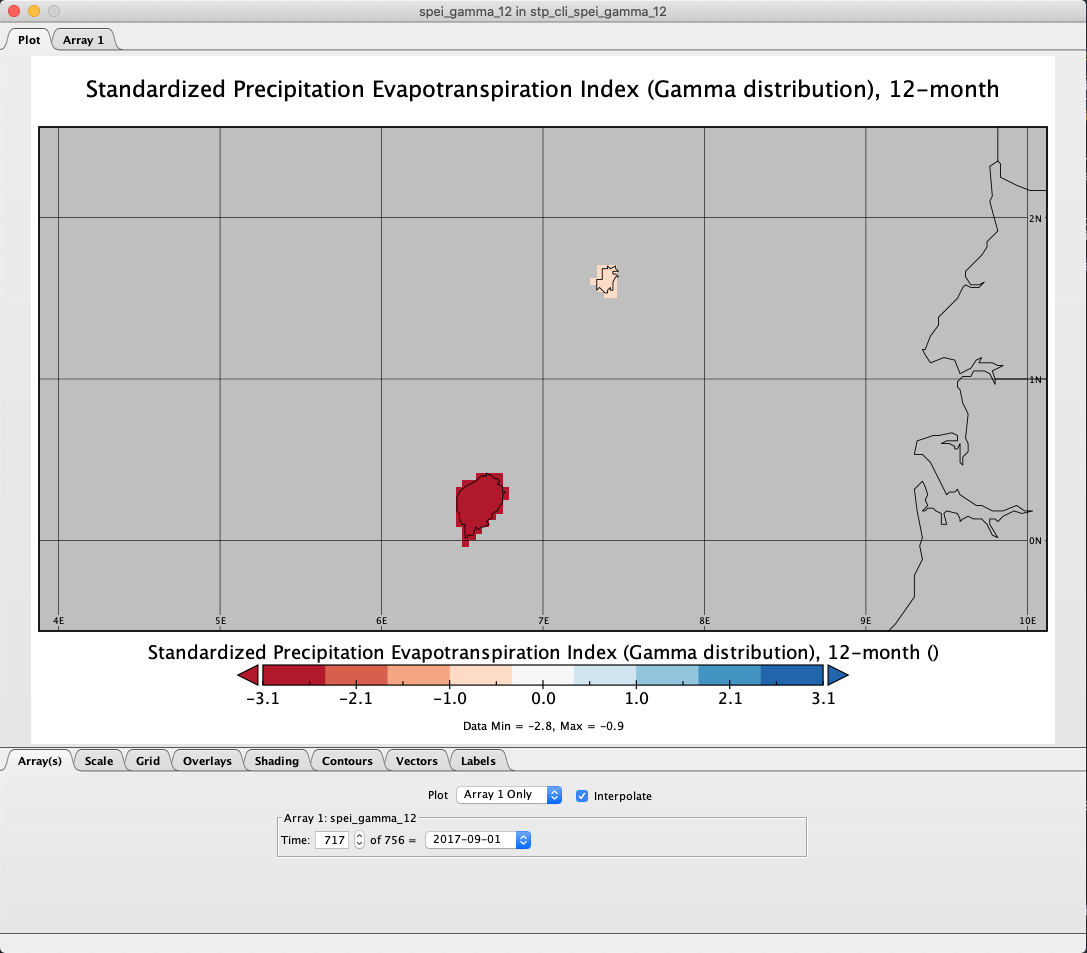 spei_gamma_12 in stp_cli_spei_gamma_12
Plot Array 1
Standardized Precipitation Evapotranspiration Index (Gamma distribution), 12-month
2N
1N
0N
4E 5E 6E 7E 8E 9E 10E
Standardized Precipitation Evapotranspiration Index (Gamma distribution), 12-month ()
-3.1 -2.1 -1.0 0.0 1.0 2.1 3.1
Data Min = -2.8, Max = -0.9
Array(s) Scale Grid Overlays Shading Contours Vectors Labels
Plot Array 1 Only Interpolate
Array 1: spei_gamma_12
Time: 717 of 756 = 2017-09-01